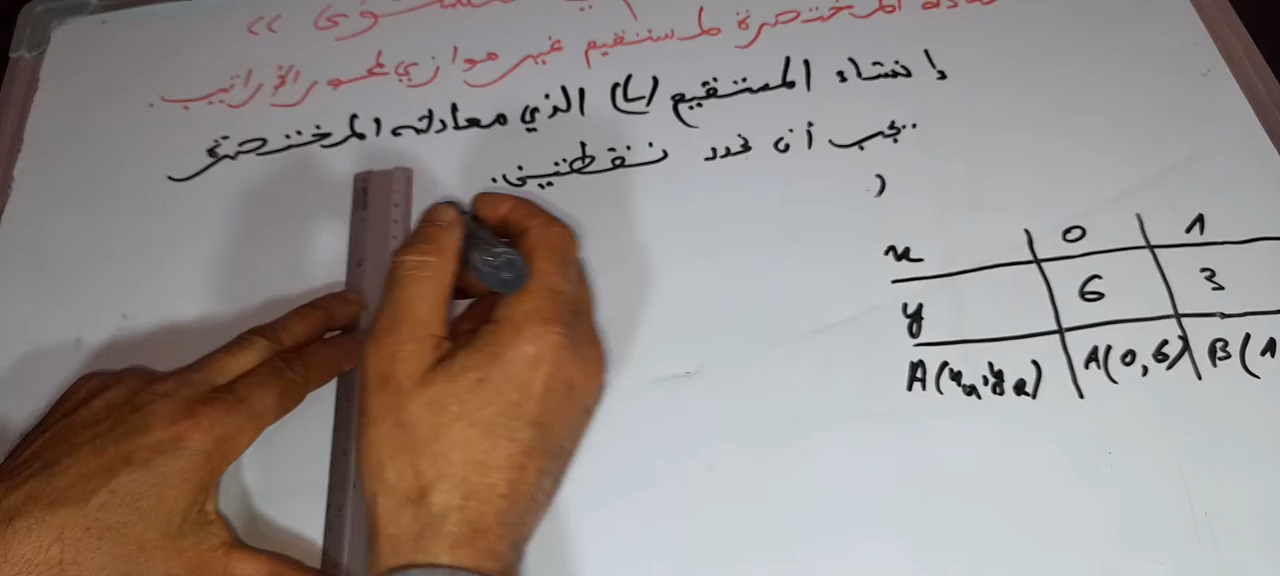 المختصرة لمستقيم غير موازي لمحور الأراتيب.
إنشاء المستقيم (L) الذي معادلته المختصرة
يجب أن نحدد نقطتين.
x 0 1
y 6 3
A(xₐ, yₐ) A(0,6) B(1